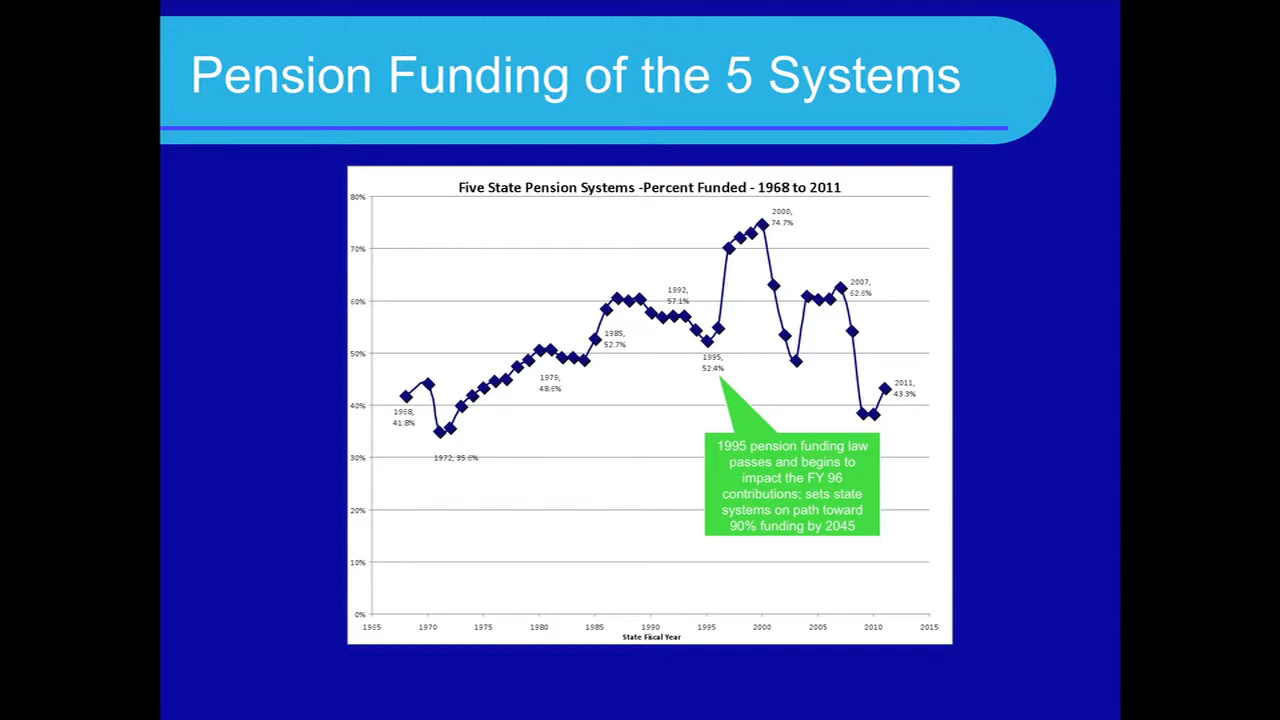 Pension Funding of the 5 Systems
Five State Pension Systems -Percent Funded - 1968 to 2011
80%
70%
60%
50%
40%
30%
20%
10%
0%
1968,
41.8%
1972, 35.6%
1979,
48.6%
1985,
52.7%
1992,
57.1%
1995,
52.4%
2000,
74.7%
2007,
62.6%
2011,
43.3%
1995 pension funding law
passes and begins to
impact the FY 96
contributions; sets state
systems on path toward
90% funding by 2045
1965 1970 1975 1980 1985 1990 1995 2000 2005 2010 2015
State Fiscal Year